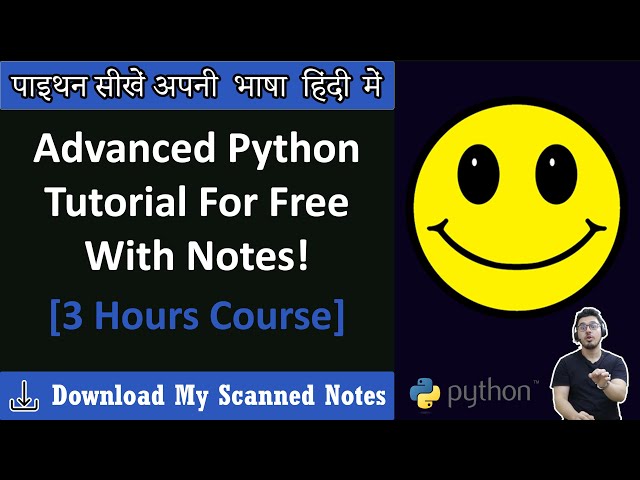 पाइथन सीखें अपनी भाषा हिंदी में
Advanced Python
Tutorial For Free
With Notes!
[3 Hours Course]
Download My Scanned Notes
python™